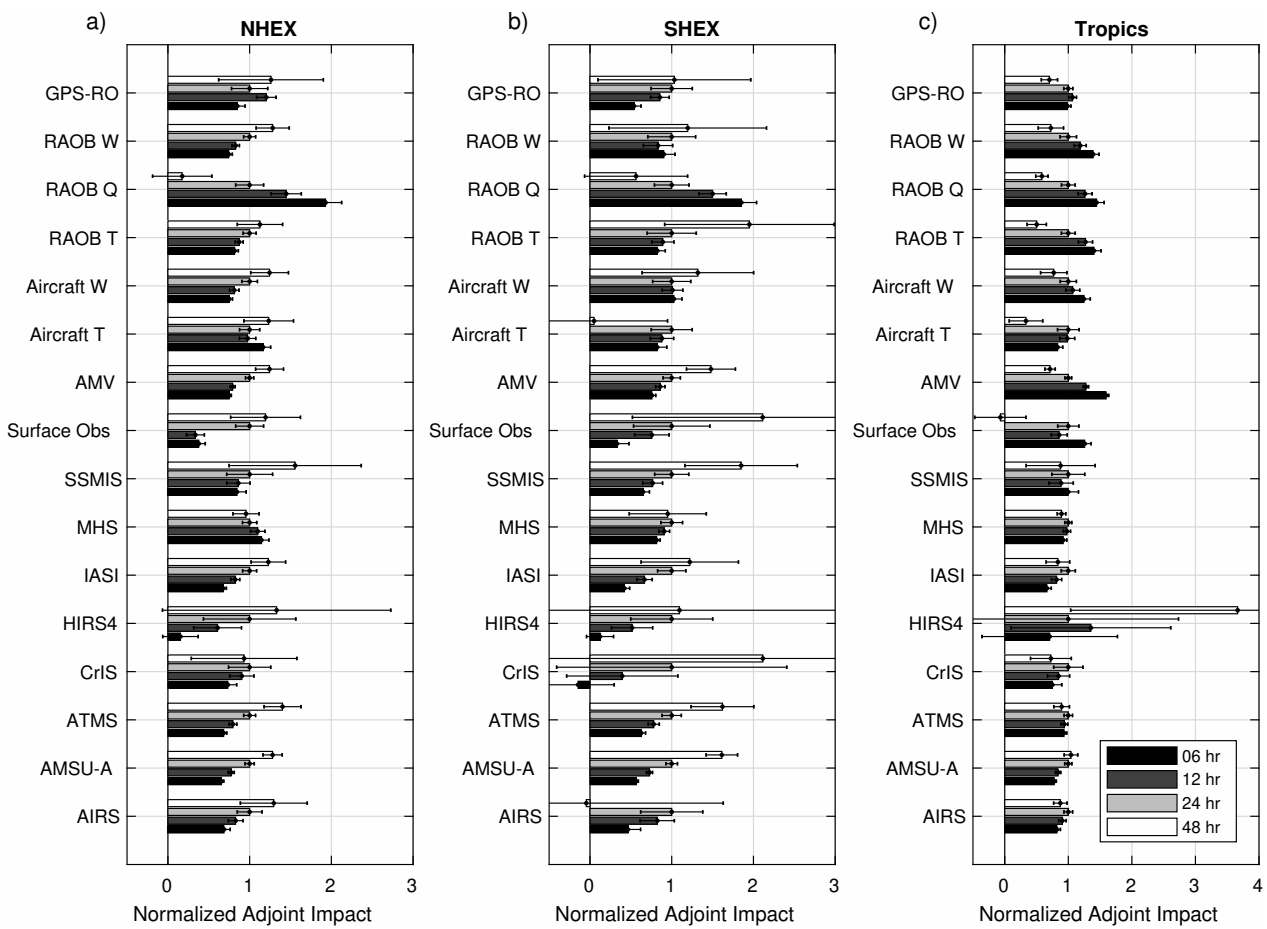 a)
NHEX
GPS-RO
RAOB W
RAOB Q
RAOB T
Aircraft W
Aircraft T
AMV
Surface Obs
SSMIS
MHS
IASI
HIRS4
CrIS
ATMS
AMSU-A
AIRS
0 1 2 3
Normalized Adjoint Impact
b)
SHEX
GPS-RO
RAOB W
RAOB Q
RAOB T
Aircraft W
Aircraft T
AMV
Surface Obs
SSMIS
MHS
IASI
HIRS4
CrIS
ATMS
AMSU-A
AIRS
0 1 2 3
Normalized Adjoint Impact
c)
Tropics
GPS-RO
RAOB W
RAOB Q
RAOB T
Aircraft W
Aircraft T
AMV
Surface Obs
SSMIS
MHS
IASI
HIRS4
CrIS
ATMS
AMSU-A
AIRS
06 hr
12 hr
24 hr
48 hr
0 1 2 3 4
Normalized Adjoint Impact